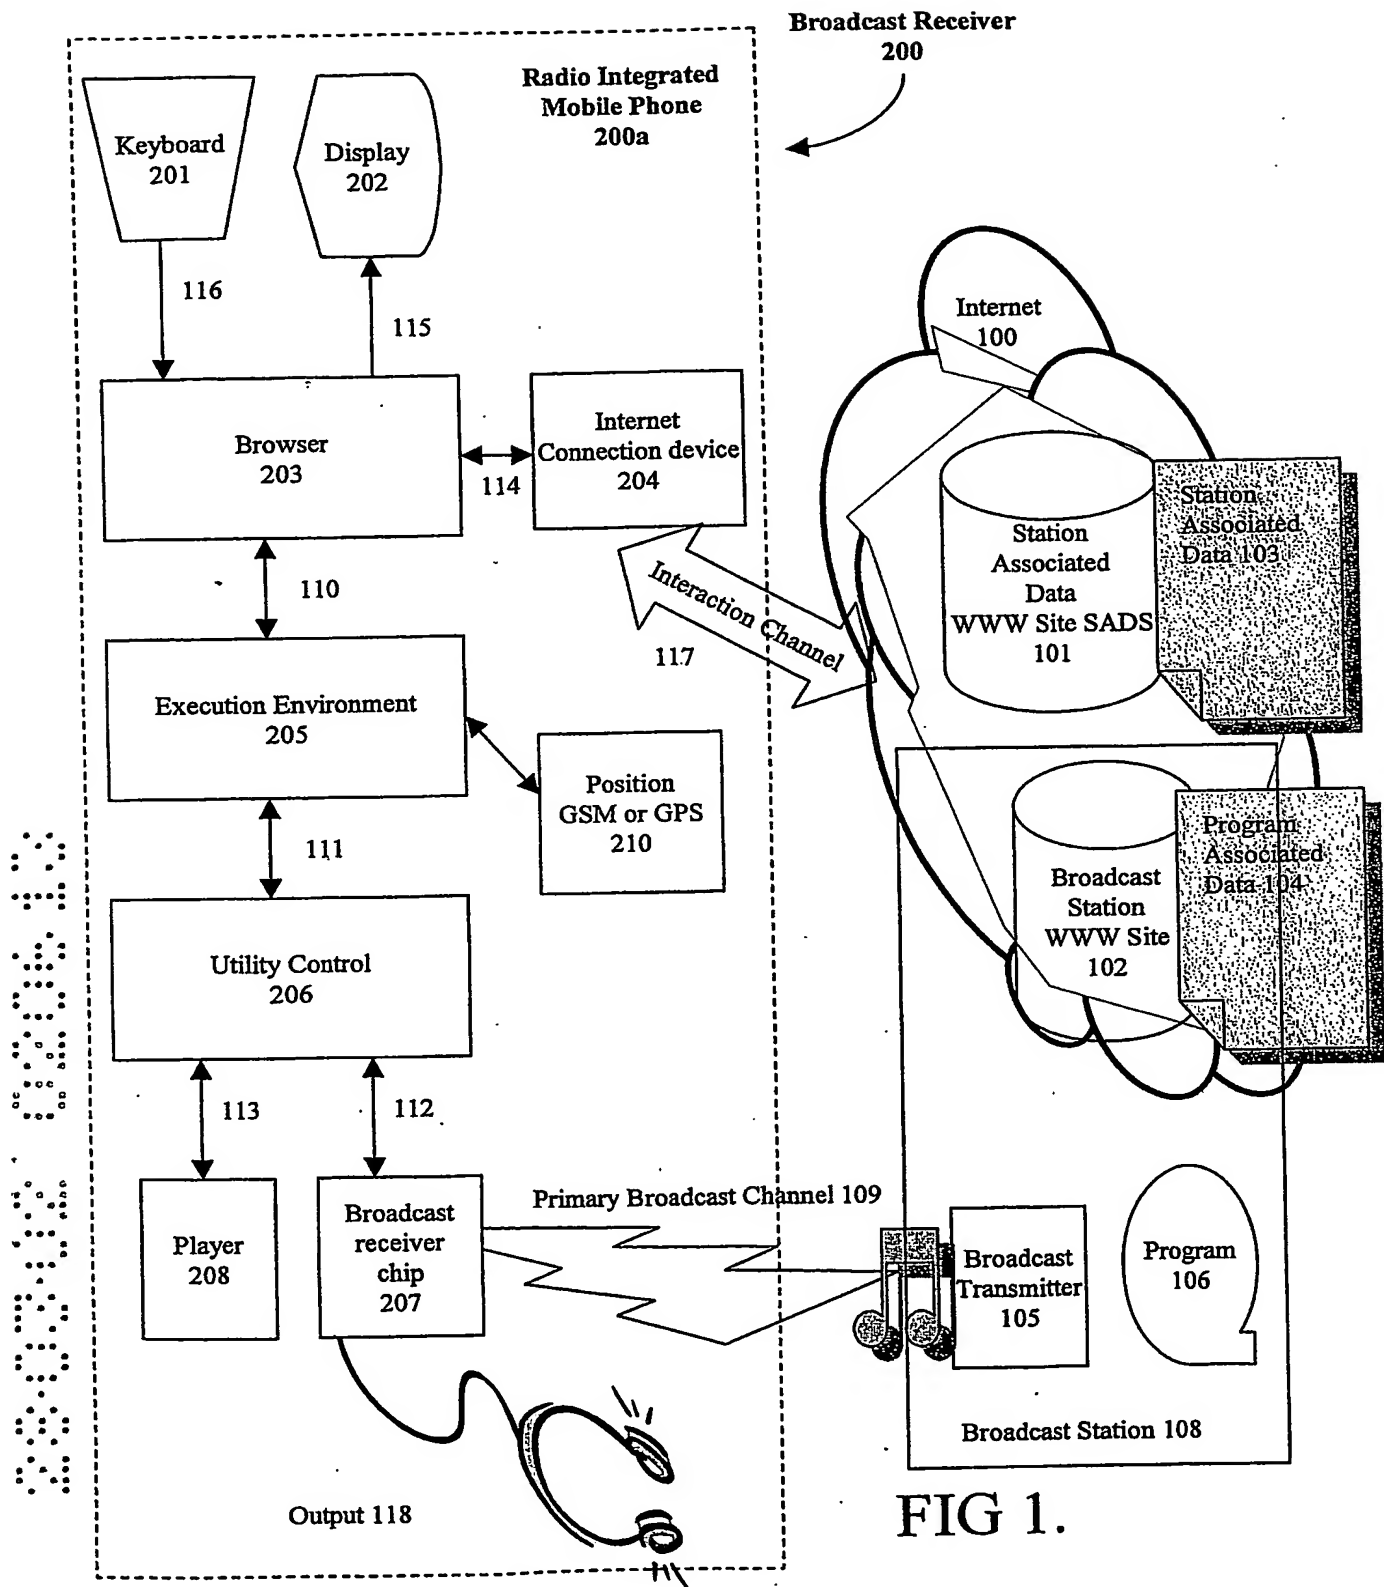 Broadcast Receiver
200
Radio Integrated
Mobile Phone
200a
Keyboard
201
Display
202
116
115
Internet
100
Browser
203
114
Internet
Connection device
204
Station
Associated
Data
WWW Site SADS
101
Station
Associated
Data 103
110
Interaction Channel
117
Execution Environment
205
Position
GSM or GPS
210
111
Broadcast
Station
WWW Site
102
Program
Associated
Data 104
Utility Control
206
113
112
Player
208
Broadcast
receiver
chip
207
Primary Broadcast Channel 109
Broadcast
Transmitter
105
Program
106
Broadcast Station 108
Output 118
FIG 1.